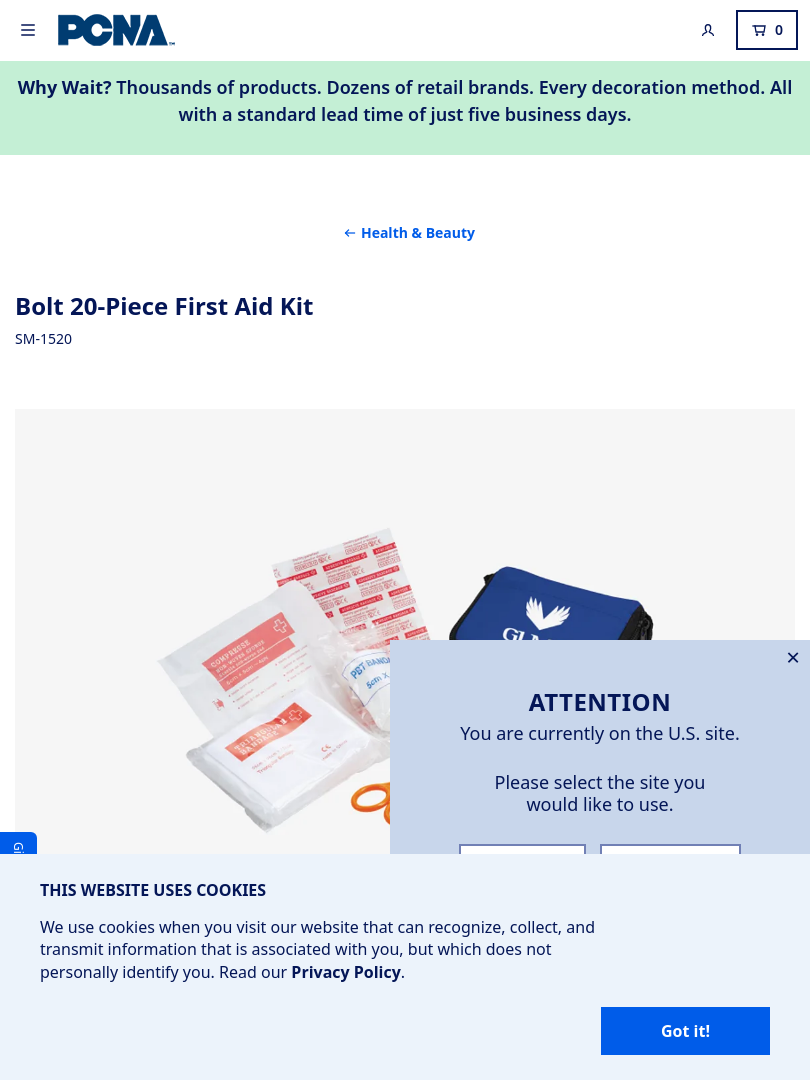 PCNA
0
Why Wait? Thousands of products. Dozens of retail brands. Every decoration method. All
with a standard lead time of just five business days.
← Health & Beauty
Bolt 20-Piece First Aid Kit
SM-1520
COMPRESSE
PBT BANDA
5cm x
TRIANGULAR
BANDAGE
ATTENTION
You are currently on the U.S. site.
Please select the site you
would like to use.
THIS WEBSITE USES COOKIES
We use cookies when you visit our website that can recognize, collect, and
transmit information that is associated with you, but which does not
personally identify you. Read our Privacy Policy.
Got it!